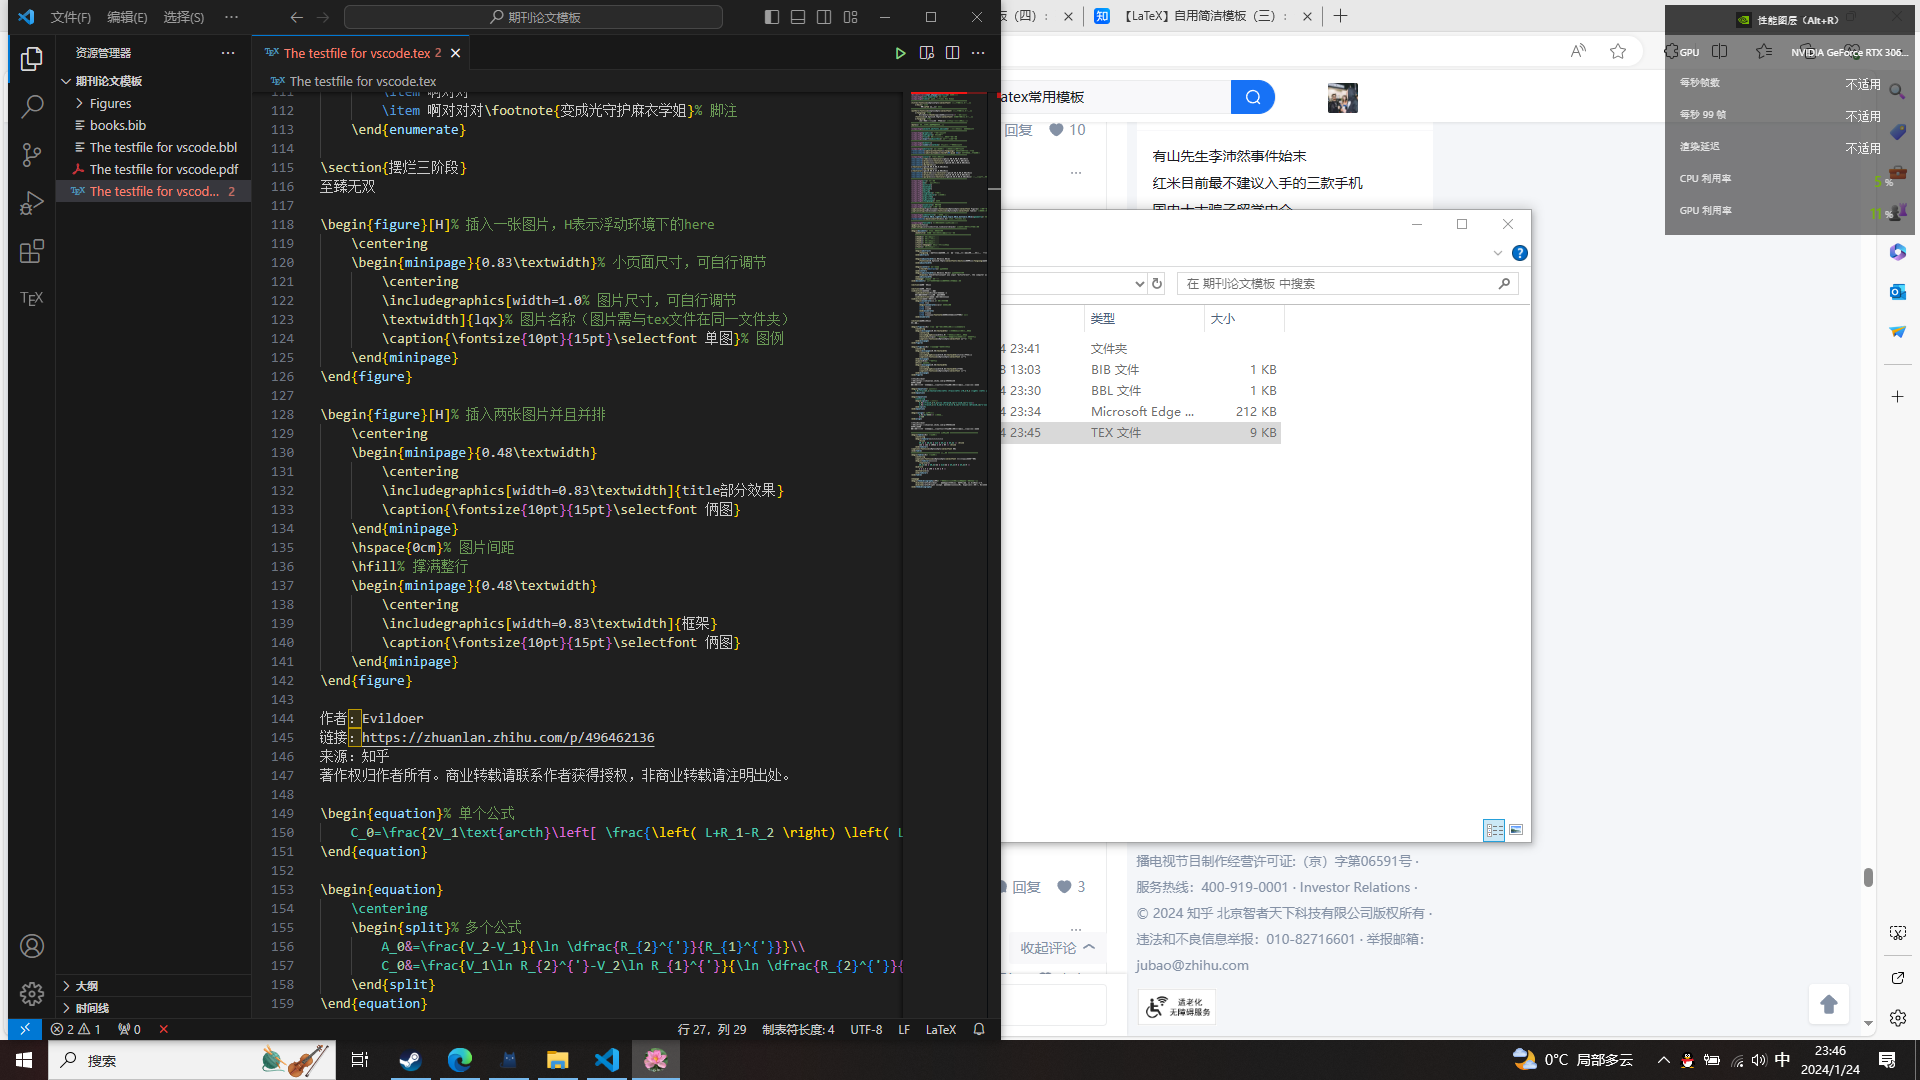 文件(F) 编辑(E) 选择(S) ··· 期刊论文模板
资源管理器
期刊论文模板
Figures
books.bib
The testfile for vscode.bbl
The testfile for vscode.pdf
The testfile for vscod... 2
大纲
时间线
The testfile for vscode.tex 2
The testfile for vscode.tex
112 \item 啊对对对\footnote{变成光守护麻衣学姐}% 脚注
113 \end{enumerate}
114
115 \section{摆烂三阶段}
116 至臻无双
117
118 \begin{figure}[H]% 插入一张图片，H表示浮动环境下的here
119 \centering
120 \begin{minipage}{0.83\textwidth}% 小页面尺寸，可自行调节
121 \centering
122 \includegraphics[width=1.0% 图片尺寸，可自行调节
123 \textwidth]{lqx}% 图片名称（图片需与tex文件在同一文件夹）
124 \caption{\fontsize{10pt}{15pt}\selectfont 单图}% 图例
125 \end{minipage}
126 \end{figure}
127
128 \begin{figure}[H]% 插入两张图片并且并排
129 \centering
130 \begin{minipage}{0.48\textwidth}
131 \centering
132 \includegraphics[width=0.83\textwidth]{title部分效果}
133 \caption{\fontsize{10pt}{15pt}\selectfont 俩图}
134 \end{minipage}
135 \hspace{0cm}% 图片间距
136 \hfill% 撑满整行
137 \begin{minipage}{0.48\textwidth}
138 \centering
139 \includegraphics[width=0.83\textwidth]{框架}
140 \caption{\fontsize{10pt}{15pt}\selectfont 俩图}
141 \end{minipage}
142 \end{figure}
143
144 作者：Evildoer
145 链接：https://zhuanlan.zhihu.com/p/496462136
146 来源：知乎
147 著作权归作者所有。商业转载请联系作者获得授权，非商业转载请注明出处。
148
149 \begin{equation}% 单个公式
150 C_0=\frac{2V_1\text{arcth}\left[ \frac{\left( L+R_1-R_2 \right) \left( L
151 \end{equation}
152
153 \begin{equation}
154 \centering
155 \begin{split}% 多个公式
156 A_0&=\frac{V_2-V_1}{\ln \dfrac{R_{2}^{'}}{R_{1}^{'}}}\\
157 C_0&=\frac{V_1\ln R_{2}^{'}-V_2\ln R_{1}^{'}}{\ln \dfrac{R_{2}^{'}}{
158 \end{split}
159 \end{equation}
2 1 0 行 27，列 29 制表符长度: 4 UTF-8 LF LaTeX
（四）： 知 【LaTeX】自用简洁模板（三）：
atex常用模板
回复 10
有山先生李沛然事件始末
红米目前最不建议入手的三款手机
性能图层（Alt+R）
GPU NVIDIA GeForce RTX 306...
每秒帧数 不适用
每秒 99 帧 不适用
渲染延迟 不适用
CPU 利用率 5 %
GPU 利用率 11 %
在 期刊论文模板 中搜索
类型 大小
4 23:41 文件夹
8 13:03 BIB 文件 1 KB
4 23:30 BBL 文件 1 KB
4 23:34 Microsoft Edge ... 212 KB
4 23:45 TEX 文件 9 KB
播电视节目制作经营许可证:（京）字第06591号 ·
服务热线：400-919-0001 · Investor Relations ·
© 2024 知乎 北京智者天下科技有限公司版权所有 ·
违法和不良信息举报：010-82716601 · 举报邮箱：
jubao@zhihu.com
适老化
无障碍服务
回复 3
收起评论
搜索
0°C 局部多云 中 23:46
2024/1/24